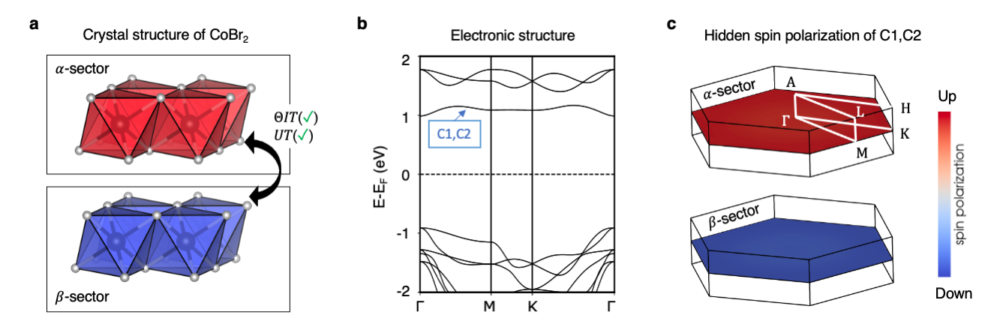 a
Crystal structure of CoBr₂
α-sector
ΘIT(✓)
UT(✓)
β-sector
b
Electronic structure
2
1
0
-1
-2
E-E_F (eV)
C1,C2
Γ
M
K
Γ
c
Hidden spin polarization of C1,C2
α-sector
A
Γ
L
H
K
M
β-sector
Up
spin polarization
Down